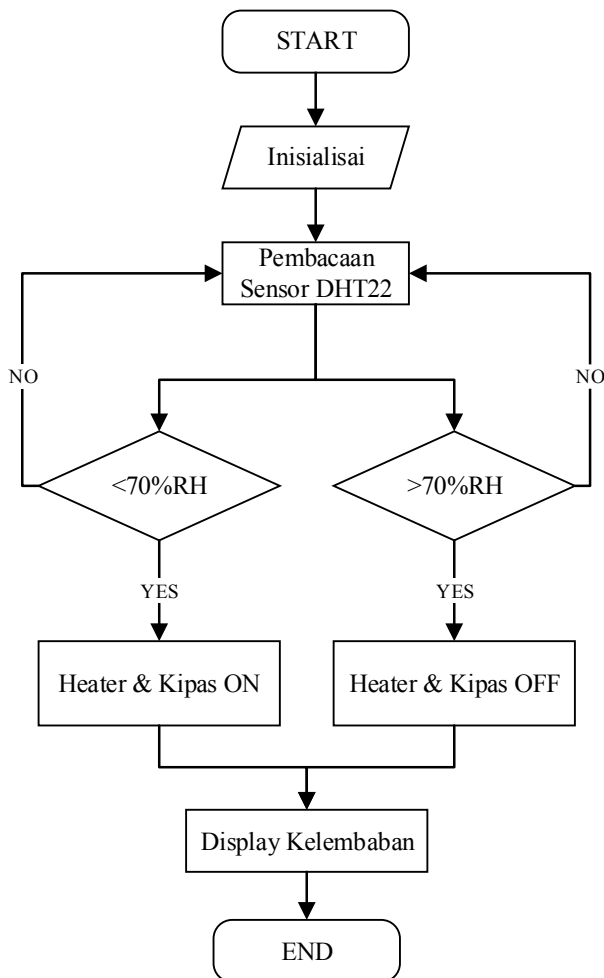 START
Inisialisai
Pembacaan
Sensor DHT22
NO
NO
<70%RH
>70%RH
YES
YES
Heater & Kipas ON
Heater & Kipas OFF
Display Kelembaban
END